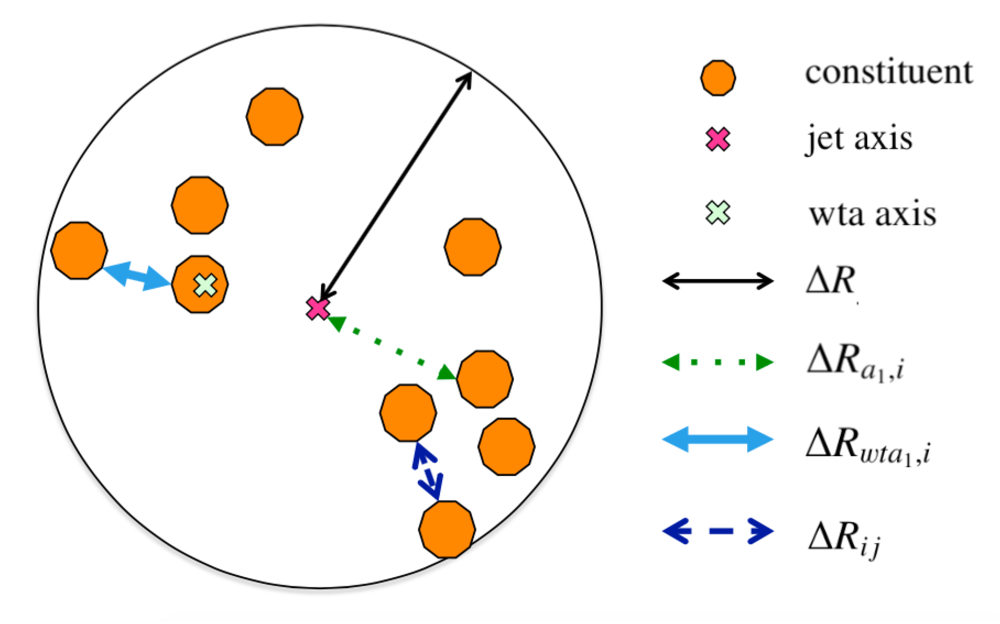 constituent
jet axis
wta axis
ΔR
ΔR_{a_1,i}
ΔR_{wta_1,i}
ΔR_{ij}